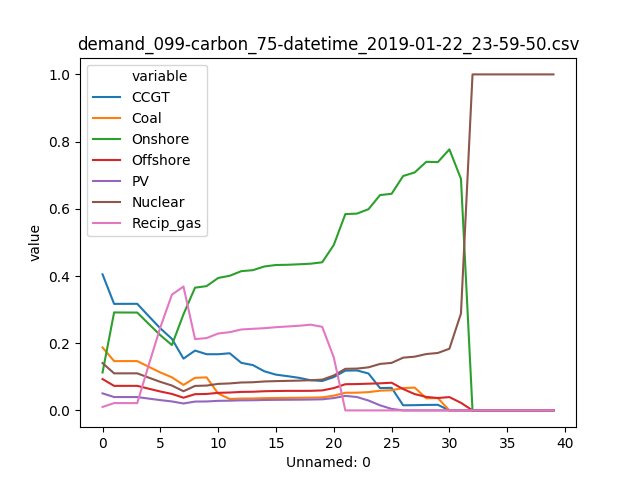 demand_099-carbon_75-datetime_2019-01-22_23-59-50.csv
value
1.0
0.8
0.6
0.4
0.2
0.0
variable
CCGT
Coal
Onshore
Offshore
PV
Nuclear
Recip_gas
0 5 10 15 20 25 30 35 40
Unnamed: 0